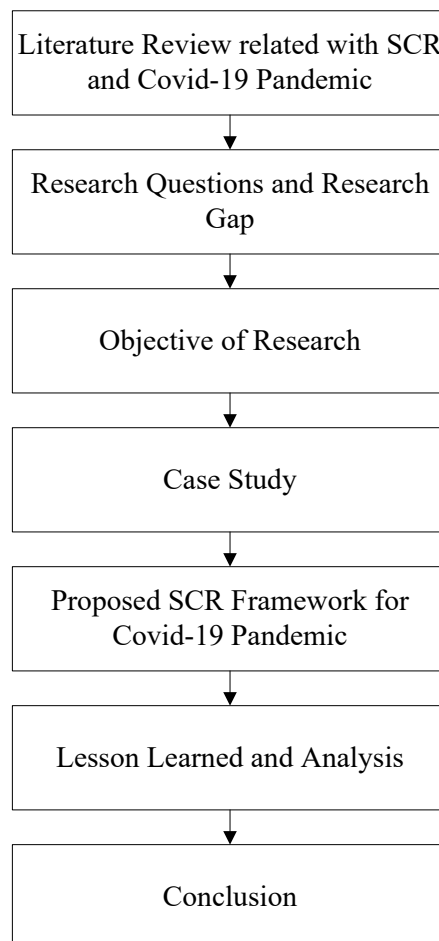 Literature Review related with SCR
and Covid-19 Pandemic
Research Questions and Research
Gap
Objective of Research
Case Study
Proposed SCR Framework for
Covid-19 Pandemic
Lesson Learned and Analysis
Conclusion